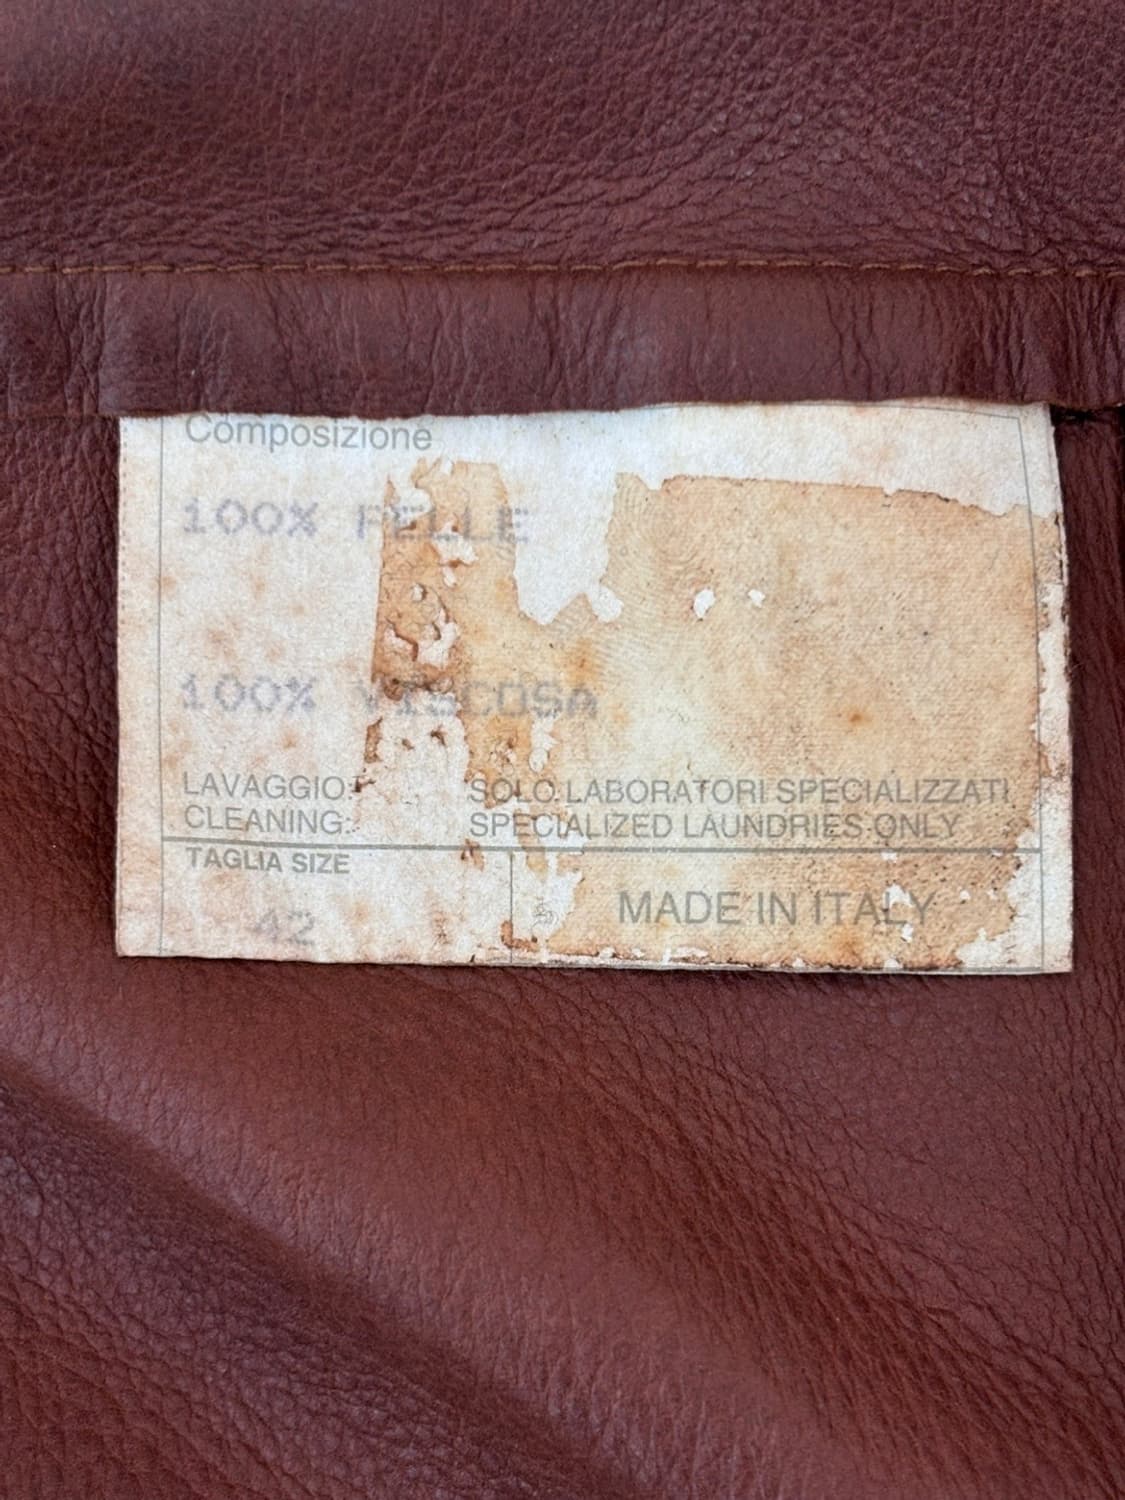 Composizione
100% PELLE
100% VISCOSA
LAVAGGIO: SOLO LABORATORI SPECIALIZZATI
CLEANING: SPECIALIZED LAUNDRIES ONLY
TAGLIA SIZE
42
MADE IN ITALY